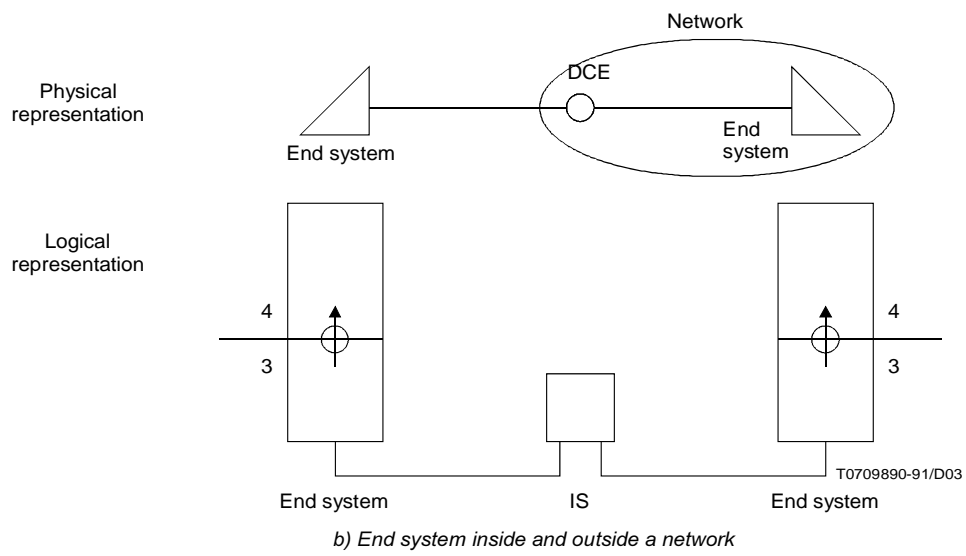 Network
DCE
Physical
representation
End system
End
system
Logical
representation
4
4
3
3
T0709890-91/D03
End system
IS
End system
b) End system inside and outside a network